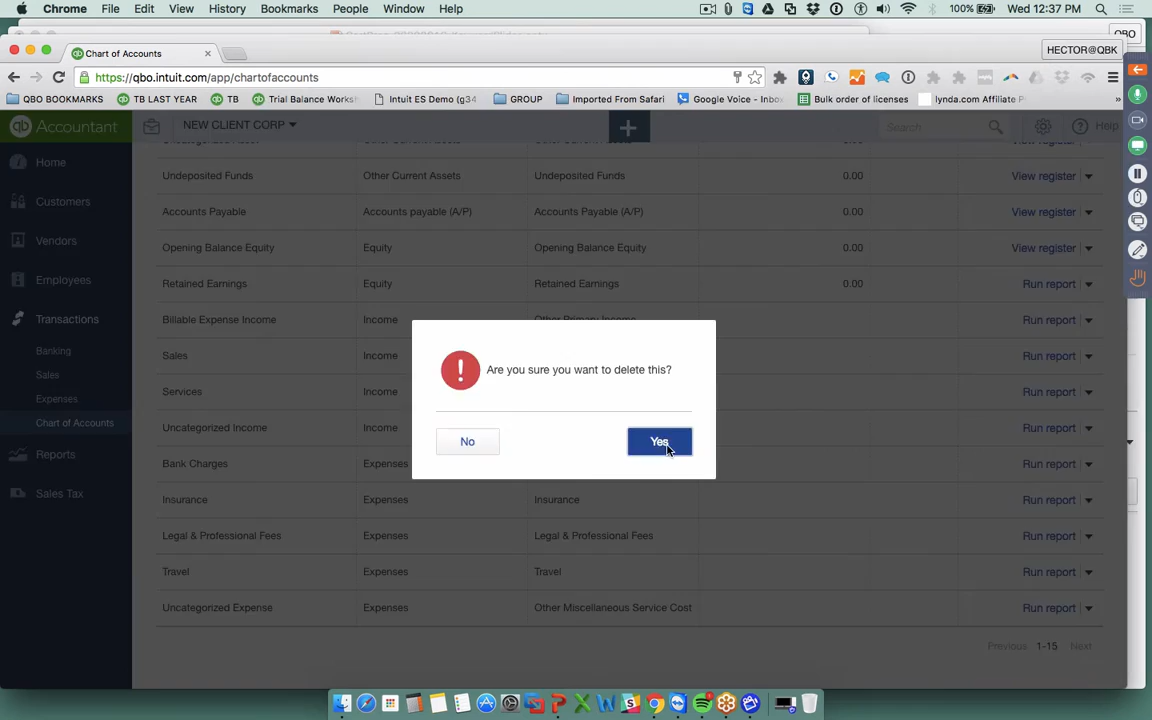 Chrome File Edit View History Bookmarks People Window Help 100% Wed 12:37 PM
QBO
Chart of Accounts HECTOR@QBK
https://qbo.intuit.com/app/chartofaccounts
QBO BOOKMARKS TB LAST YEAR TB Trial Balance Works Intuit ES Demo (g34 GROUP Imported From Safari Google Voice - Inbo Bulk order of licenses lynda.com Affiliate P »
qb Accountant NEW CLIENT CORP Search Help
Home
Customers
Vendors
Employees
Transactions
Banking
Sales
Expenses
Chart of Accounts
Reports
Sales Tax
Undeposited Funds Other Current Assets Undeposited Funds 0.00 View register
Accounts Payable Accounts payable (A/P) Accounts Payable (A/P) 0.00 View register
Opening Balance Equity Equity Opening Balance Equity 0.00 View register
Retained Earnings Equity Retained Earnings 0.00 Run report
Billable Expense Income Income Other Primary Income Run report
Sales Income Run report
Services Income Run report
Uncategorized Income Income Run report
Bank Charges Expenses Run report
Insurance Expenses Insurance Run report
Legal & Professional Fees Expenses Legal & Professional Fees Run report
Travel Expenses Travel Run report
Uncategorized Expense Expenses Other Miscellaneous Service Cost Run report
Previous 1-15 Next
Are you sure you want to delete this?
No Yes